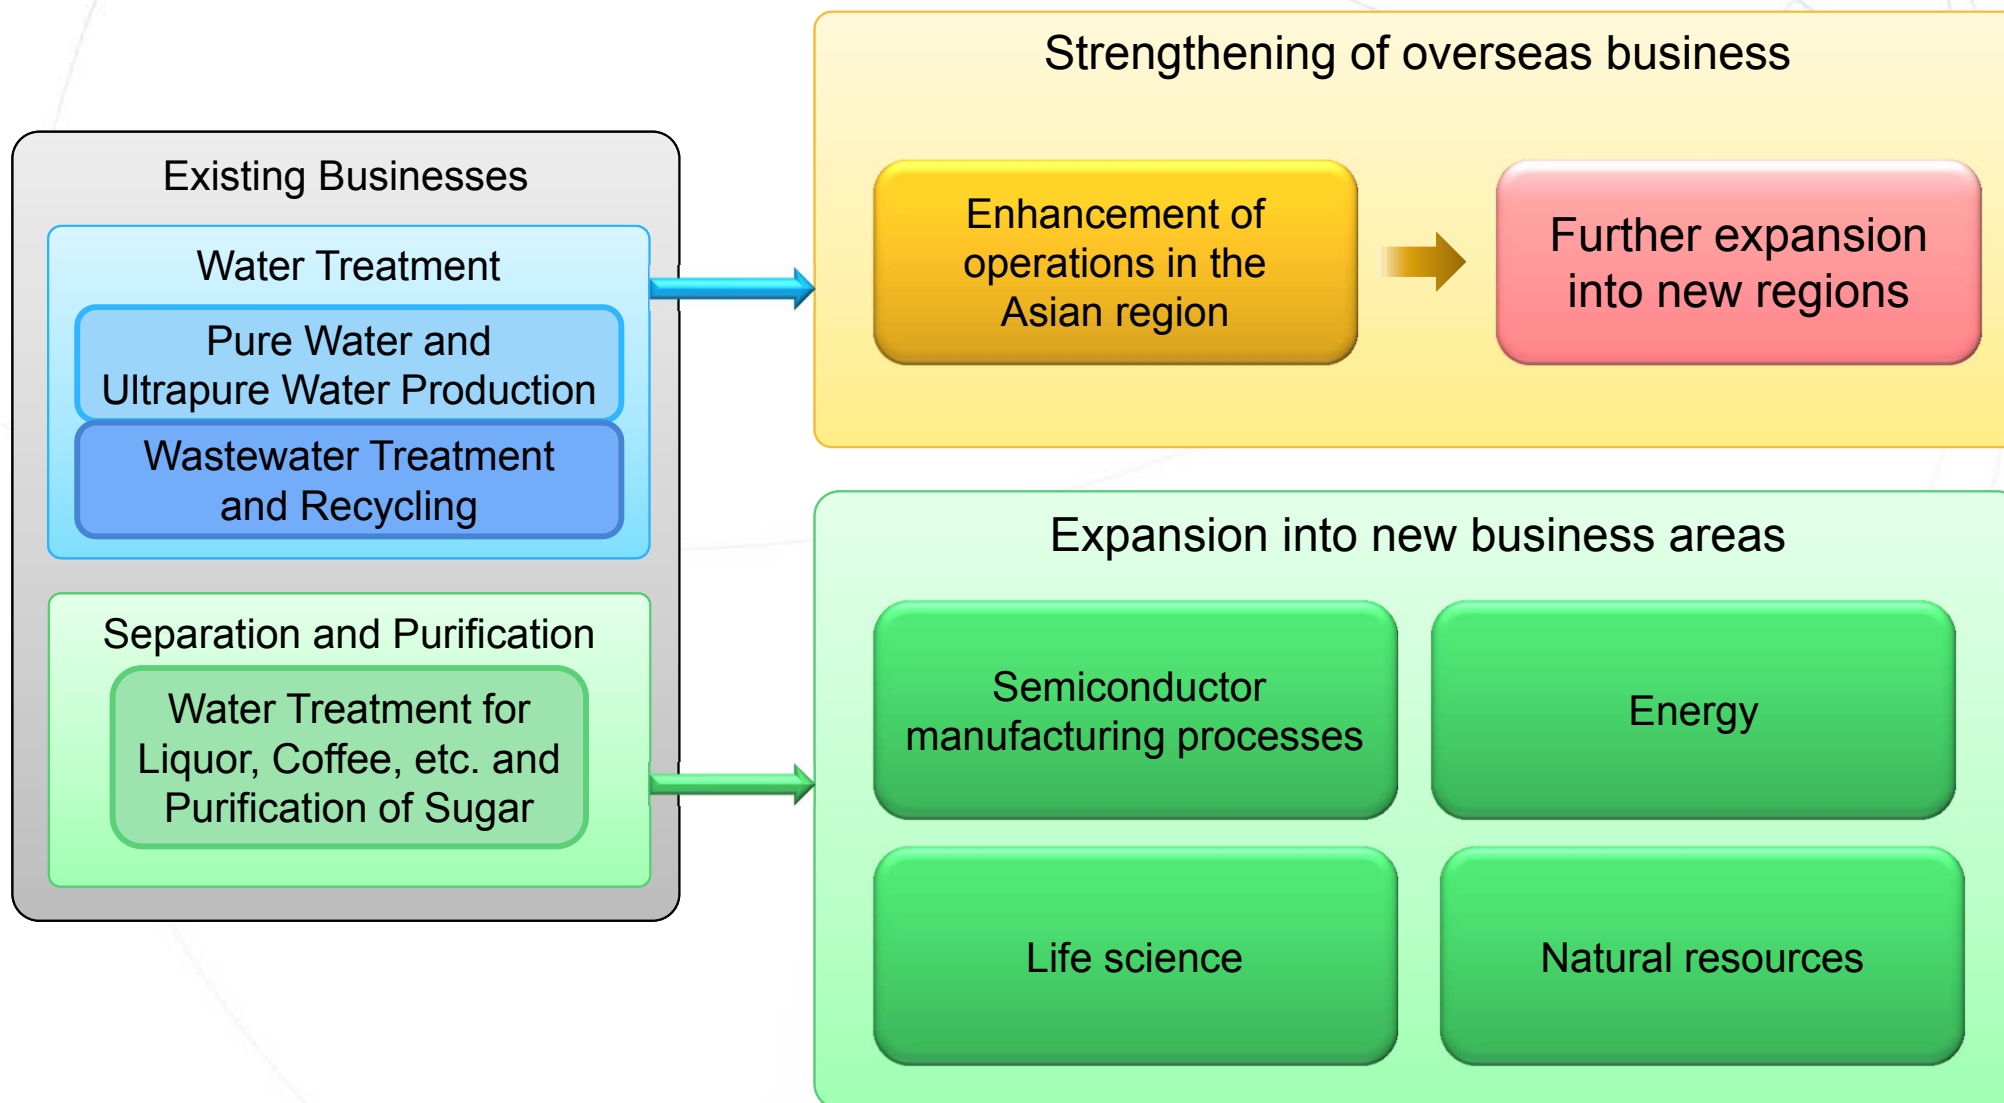 Existing Businesses
Water Treatment
Pure Water and
Ultrapure Water Production
Wastewater Treatment
and Recycling
Separation and Purification
Water Treatment for
Liquor, Coffee, etc. and
Purification of Sugar
Strengthening of overseas business
Enhancement of
operations in the
Asian region
Further expansion
into new regions
Expansion into new business areas
Semiconductor
manufacturing processes
Energy
Life science
Natural resources